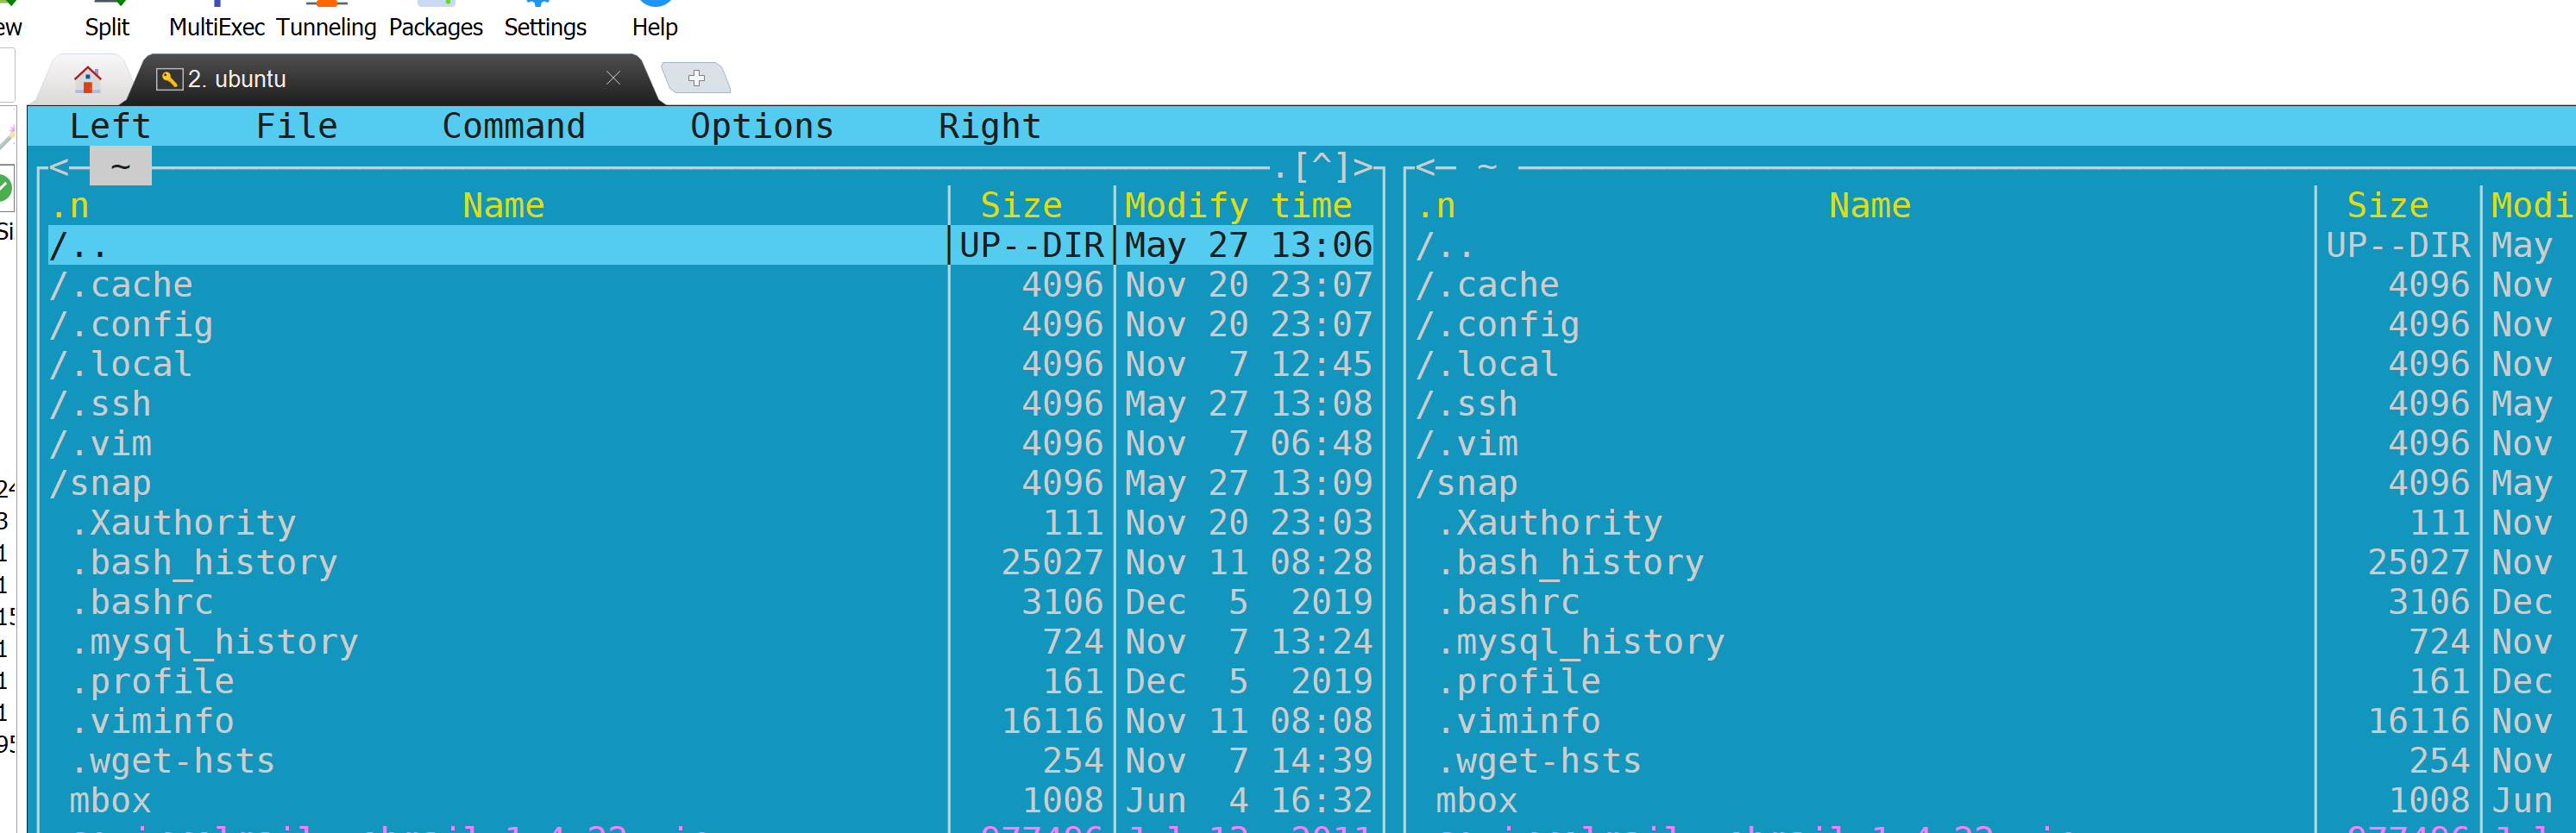 Split MultiExec Tunneling Packages Settings Help
2. ubuntu
Left File Command Options Right
<─ ~ .[^]> <─ ~
.n Name Size Modify time .n Name Size Modi
/.. UP--DIR May 27 13:06 /.. UP--DIR May
/.cache 4096 Nov 20 23:07 /.cache 4096 Nov
/.config 4096 Nov 20 23:07 /.config 4096 Nov
/.local 4096 Nov 7 12:45 /.local 4096 Nov
/.ssh 4096 May 27 13:08 /.ssh 4096 May
/.vim 4096 Nov 7 06:48 /.vim 4096 Nov
/snap 4096 May 27 13:09 /snap 4096 May
.Xauthority 111 Nov 20 23:03 .Xauthority 111 Nov
.bash_history 25027 Nov 11 08:28 .bash_history 25027 Nov
.bashrc 3106 Dec 5 2019 .bashrc 3106 Dec
.mysql_history 724 Nov 7 13:24 .mysql_history 724 Nov
.profile 161 Dec 5 2019 .profile 161 Dec
.viminfo 16116 Nov 11 08:08 .viminfo 16116 Nov
.wget-hsts 254 Nov 7 14:39 .wget-hsts 254 Nov
mbox 1008 Jun 4 16:32 mbox 1008 Jun